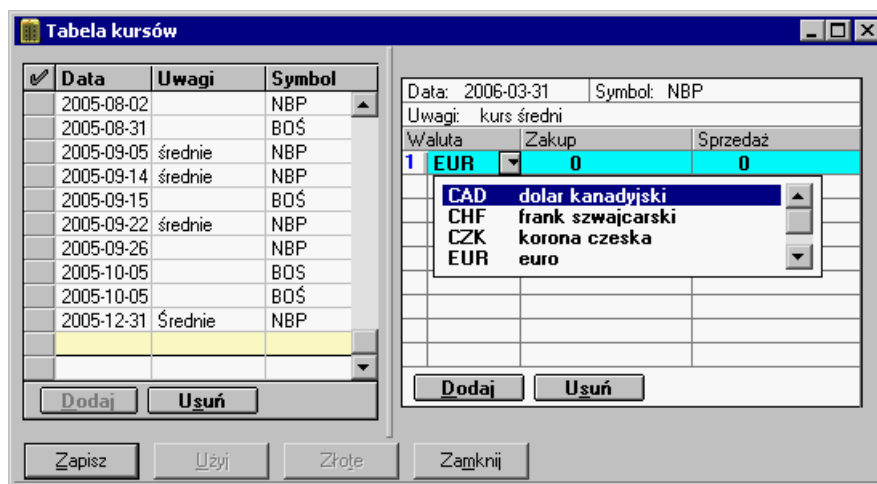 Tabela kursów
Data Uwagi Symbol
2005-08-02 NBP
2005-08-31 BOŚ
2005-09-05 średnie NBP
2005-09-14 średnie NBP
2005-09-15 BOŚ
2005-09-22 średnie NBP
2005-09-26 NBP
2005-10-05 BOŚ
2005-10-05 BOŚ
2005-12-31 Średnie NBP
Dodaj Usuń
Data: 2006-03-31 Symbol: NBP
Uwagi: kurs średni
Waluta Zakup Sprzedaż
1 EUR 0 0
CAD dolar kanadyjski
CHF frank szwajcarski
CZK korona czeska
EUR euro
Dodaj Usuń
Zapisz Użyj Złote Zamknij